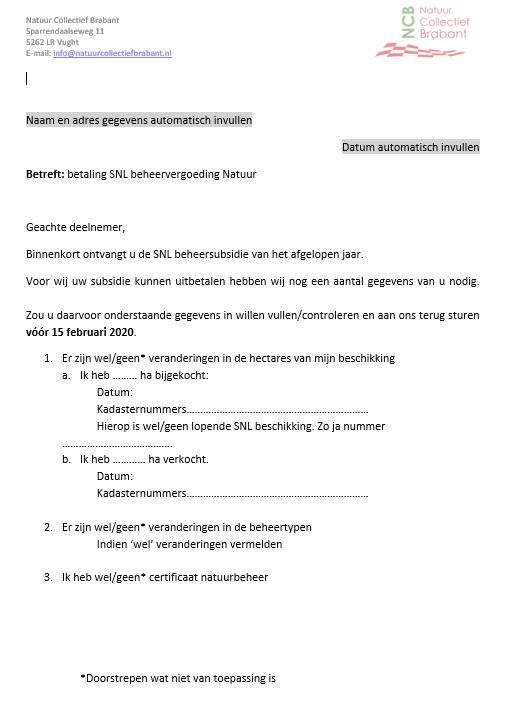 Natuur Collectief Brabant
Sparrendaalseweg 11
5262 LR Vught
E-mail: info@natuurcollectiefbrabant.nl
NCB Natuur
Collectief
Brabant
Naam en adres gegevens automatisch invullen
Datum automatisch invullen
Betreft: betaling SNL beheervergoeding Natuur
Geachte deelnemer,
Binnenkort ontvangt u de SNL beheersubsidie van het afgelopen jaar.
Voor wij uw subsidie kunnen uitbetalen hebben wij nog een aantal gegevens van u nodig.
Zou u daarvoor onderstaande gegevens in willen vullen/controleren en aan ons terug sturen
vóór 15 februari 2020.
1. Er zijn wel/geen* veranderingen in de hectares van mijn beschikking
a. Ik heb ……… ha bijgekocht:
Datum:
Kadasternummers…………………………………………………………
Hierop is wel/geen lopende SNL beschikking. Zo ja nummer
………………………………….
b. Ik heb ………… ha verkocht.
Datum:
Kadasternummers…………………………………………………………
2. Er zijn wel/geen* veranderingen in de beheertypen
Indien ‘wel’ veranderingen vermelden
3. Ik heb wel/geen* certificaat natuurbeheer
*Doorstrepen wat niet van toepassing is